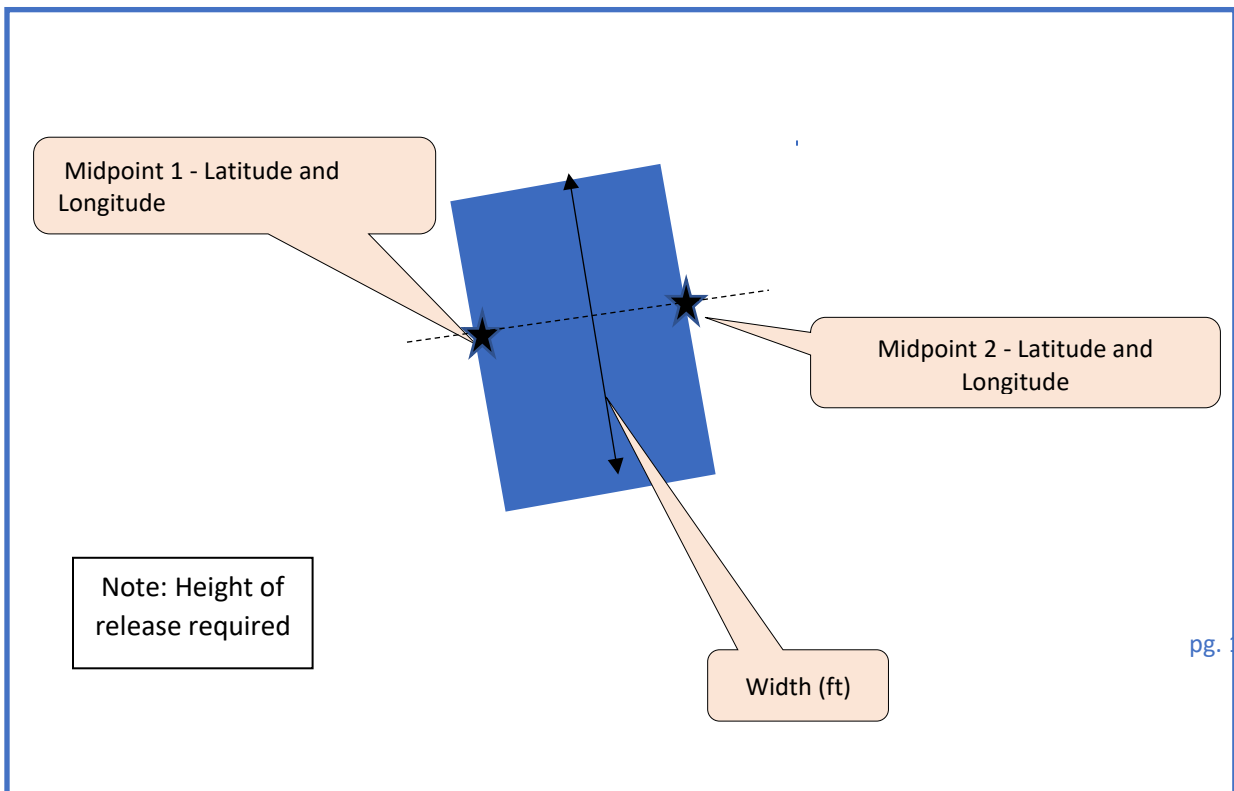 Midpoint 1 - Latitude and
Longitude
Midpoint 2 - Latitude and
Longitude
Note: Height of
release required
pg.
Width (ft)